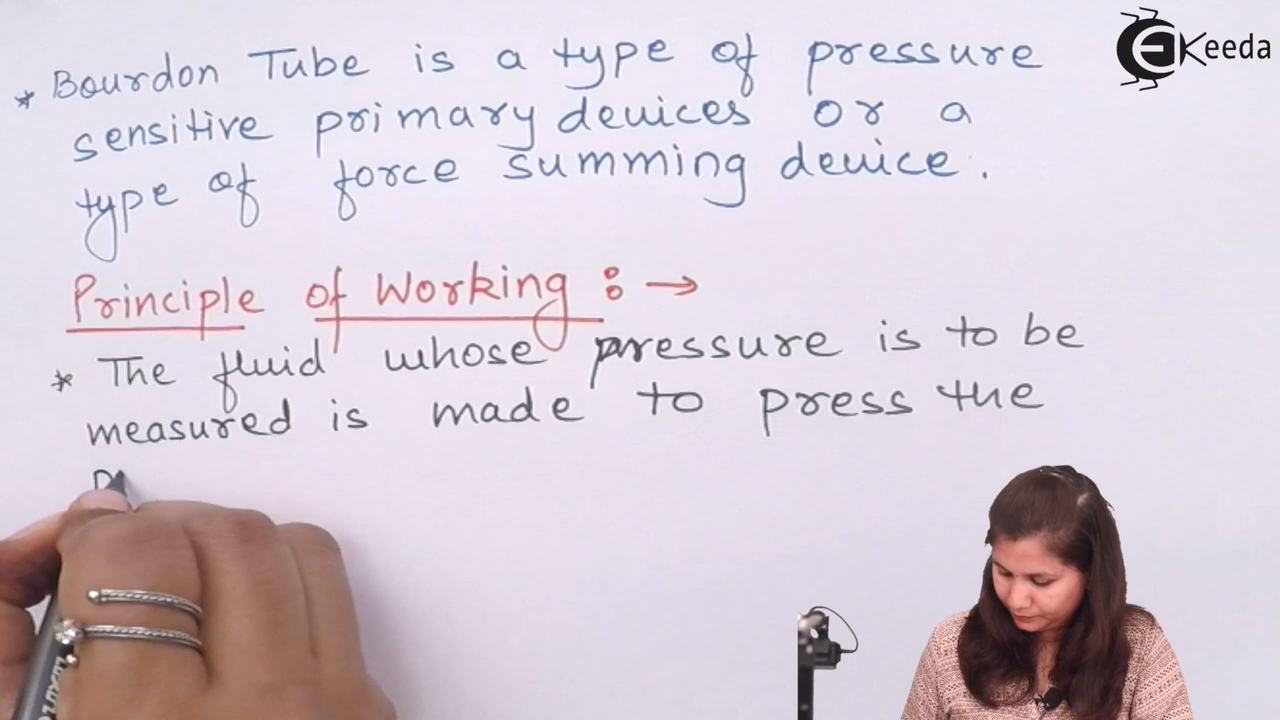 * Bourdon Tube is a type of pressure
sensitive primary devices or a
type of force summing device.
Principle of Working : →
* The fluid whose pressure is to be
measured is made to press the
Keeda